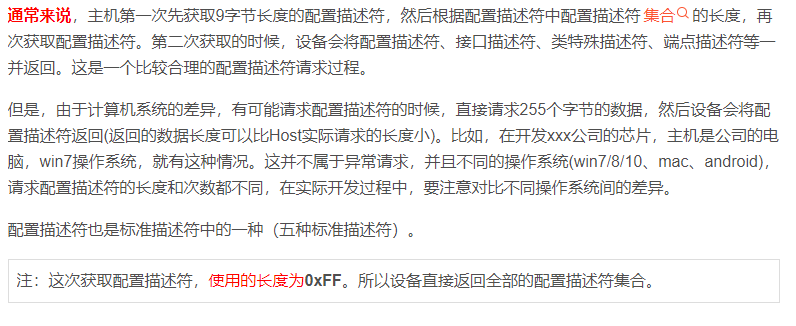 通常来说，主机第一次先获取9字节长度的配置描述符，然后根据配置描述符中配置描述符 集合 的长度，再
次获取配置描述符。第二次获取的时候，设备会将配置描述符、接口描述符、类特殊描述符、端点描述符等一
并返回。这是一个比较合理的配置描述符请求过程。
但是，由于计算机系统的差异，有可能请求配置描述符的时候，直接请求255个字节的数据，然后设备会将配
置描述符返回(返回的数据长度可以比Host实际请求的长度小)。比如，在开发xxx公司的芯片，主机是公司的电
脑，win7操作系统，就有这种情况。这并不属于异常请求，并且不同的操作系统(win7/8/10、mac、android)，
请求配置描述符的长度和次数都不同，在实际开发过程中，要注意对比不同操作系统间的差异。
配置描述符也是标准描述符中的一种（五种标准描述符）。
注：这次获取配置描述符，使用的长度为0xFF。所以设备直接返回全部的配置描述符集合。